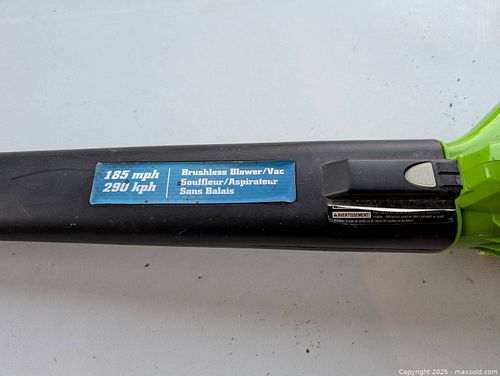 185 mph
290 kph
Brushless Blower/Vac
Souffleur/Aspirateur
Sans Balais
AVERTISSEMENT
Copyright 2025 - maxsold.com